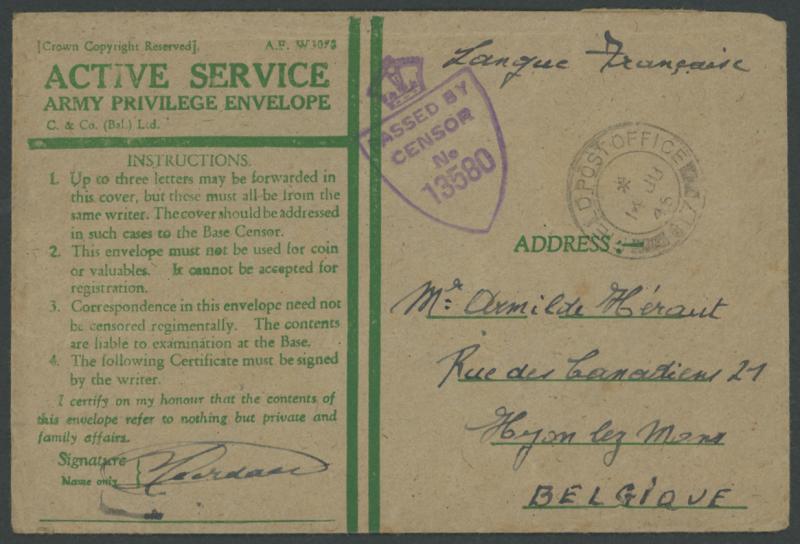 [Crown Copyright Reserved]. A.F. W3078
ACTIVE SERVICE
ARMY PRIVILEGE ENVELOPE
C. & Co. (Bal.) Ltd.
INSTRUCTIONS.
1. Up to three letters may be forwarded in
this cover, but these must all be from the
same writer. The cover should be addressed
in such cases to the Base Censor.
2. This envelope must not be used for coin
or valuables. It cannot be accepted for
registration.
3. Correspondence in this envelope need not
be censored regimentally. The contents
are liable to examination at the Base.
4. The following Certificate must be signed
by the writer.
I certify on my honour that the contents of
this envelope refer to nothing but private and
family affairs.
Signature
Name only
PASSED BY
CENSOR
No
13580
Langue Française
FIELD POST OFFICE
*
14 JU
45
ADDRESS :—
Mr. Armilde Héraut
Rue des Canadiens 21
Hyon lez Mons
BELGIQUE